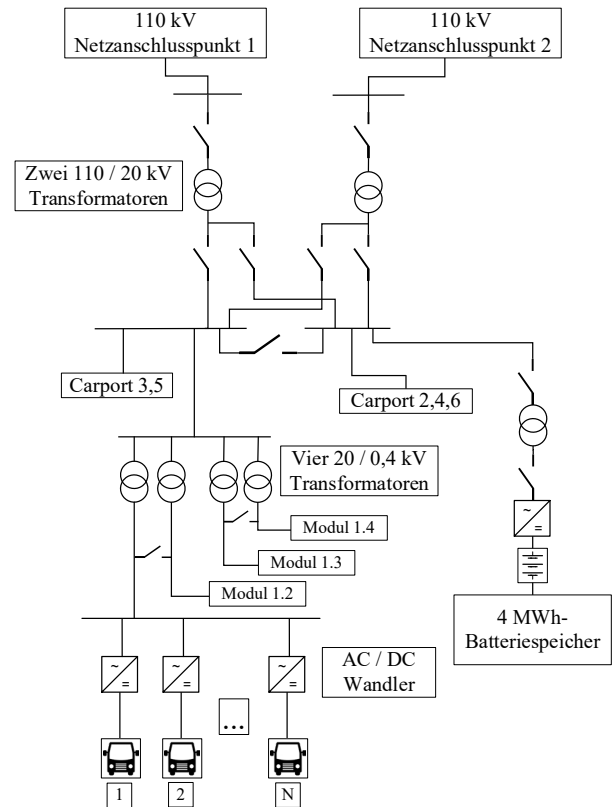 110 kV
Netzanschlusspunkt 1
110 kV
Netzanschlusspunkt 2
Zwei 110 / 20 kV
Transformatoren
Carport 3,5
Carport 2,4,6
Vier 20 / 0,4 kV
Transformatoren
Modul 1.4
Modul 1.3
Modul 1.2
~
=
4 MWh-
Batteriespeicher
~
=
~
=
~
=
AC / DC
Wandler
...
1
2
N